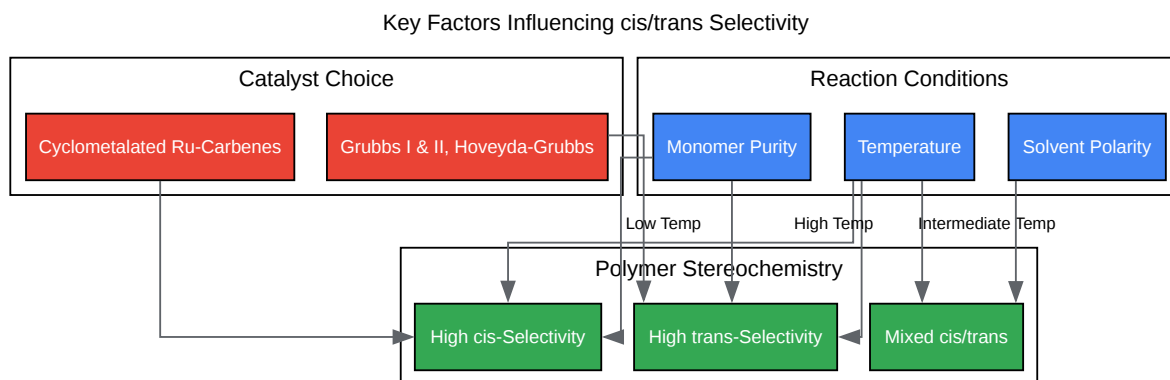 Key Factors Influencing cis/trans Selectivity
Catalyst Choice
Reaction Conditions
Cyclometalated Ru-Carbenes
Grubbs I & II, Hoveyda-Grubbs
Monomer Purity
Temperature
Solvent Polarity
Low Temp
High Temp
Intermediate Temp
Polymer Stereochemistry
High cis-Selectivity
High trans-Selectivity
Mixed cis/trans